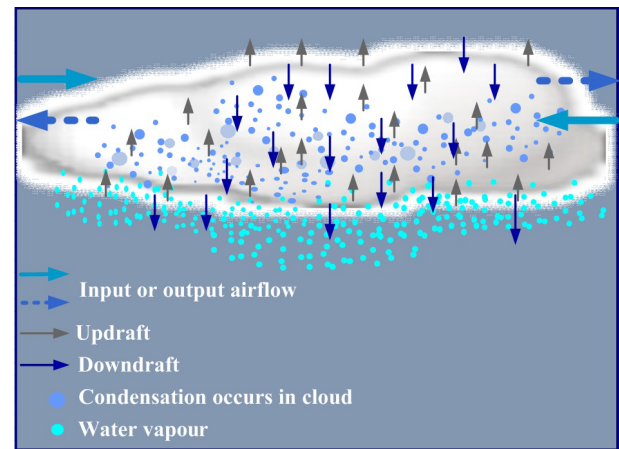 Input or output airflow
Updraft
Downdraft
Condensation occurs in cloud
Water vapour